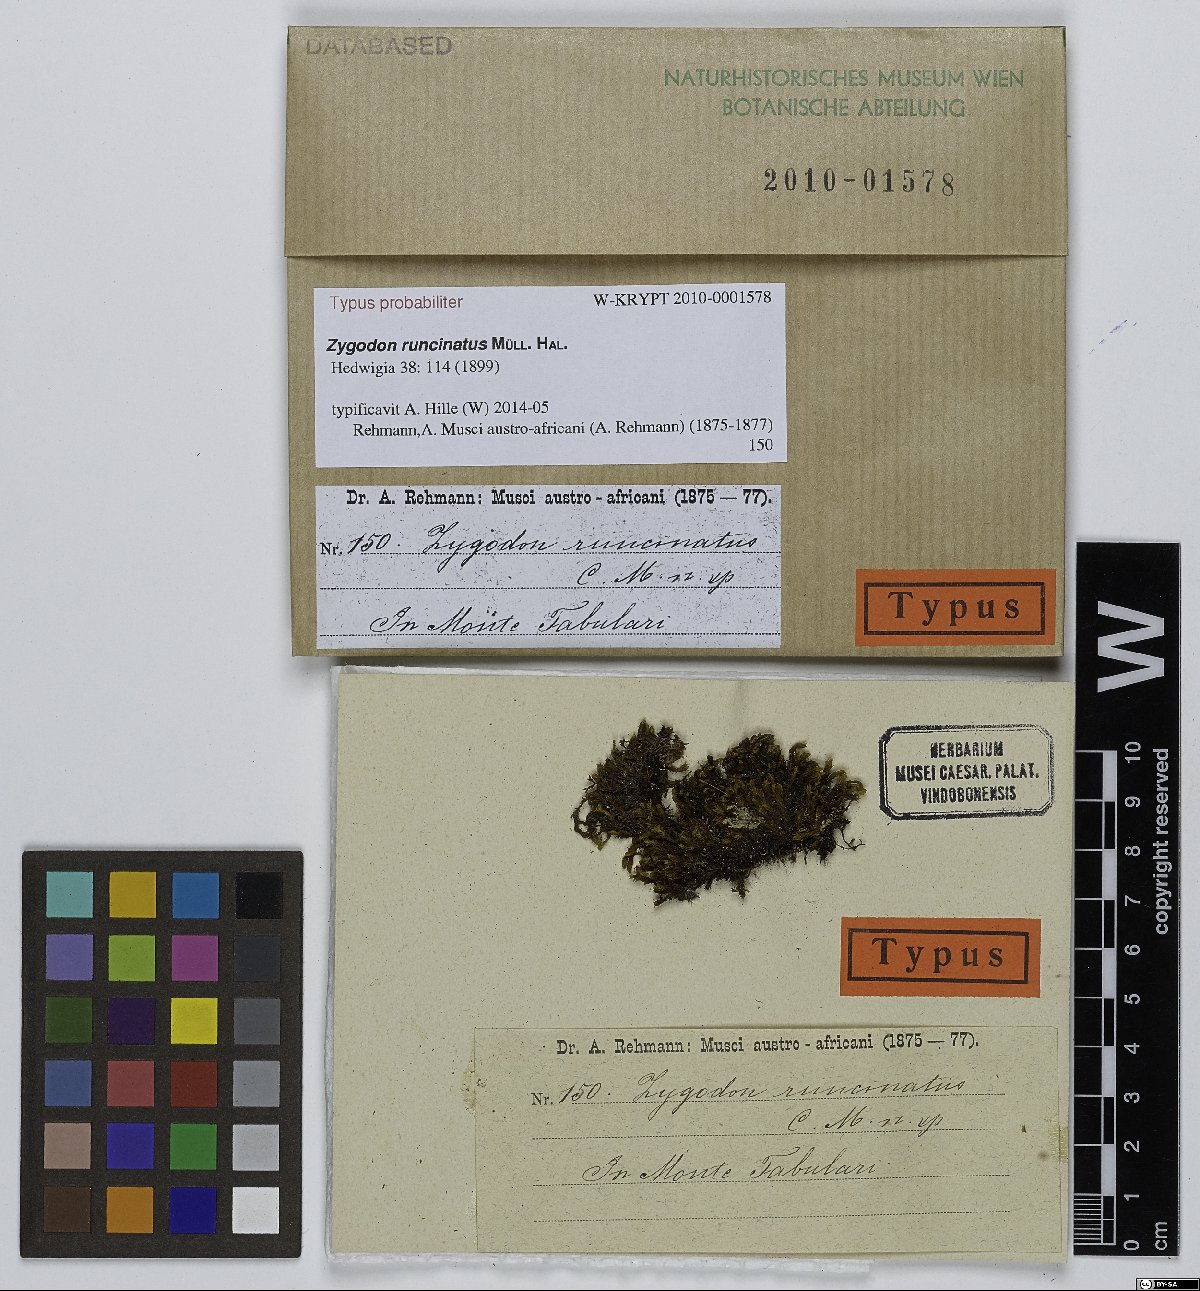 DATABASED
NATURHISTORISCHES MUSEUM WIEN
BOTANISCHE ABTEILUNG
2010-01578
Typus probabiliter W-KRYPT 2010-0001578
Zygodon runcinatus MÜLL. HAL.
Hedwigia 38: 114 (1899)
typificavit A. Hille (W) 2014-05
Rehmann,A. Musci austro-africani (A. Rehmann) (1875-1877)
150
Dr. A. Rehmann: Musci austro-africani (1875 — 77).
Nr. 150. Zygodon runcinatus
C. M. n. sp
In Monte Tabulari
Typus
HERBARIUM
MUSEI CAESAR. PALAT.
VINDOBONENSIS
Typus
Dr. A. Rehmann: Musci austro-africani (1875 — 77).
Nr. 150. Zygodon runcinatus
C. M. n. sp
In Monte Tabulari
W
0 1 2 3 4 5 6 7 8 9 10
cm
copyright reserved
cc BY-SA